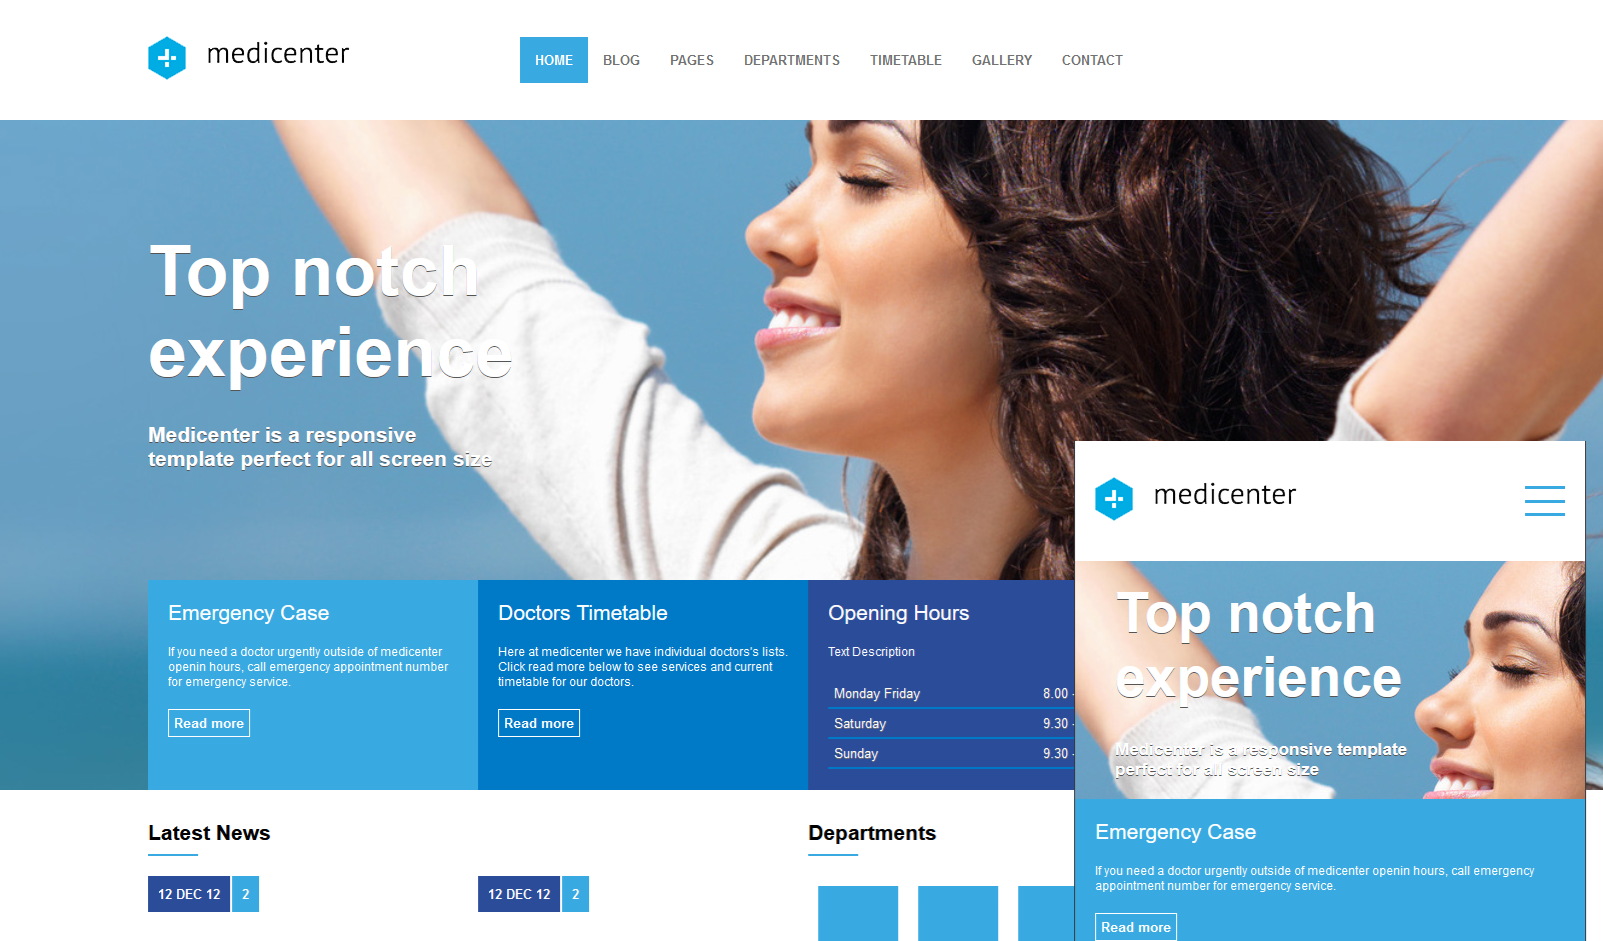 medicenter
HOME BLOG PAGES DEPARTMENTS TIMETABLE GALLERY CONTACT
Top notch
experience
Medicenter is a responsive
template perfect for all screen size
Emergency Case
If you need a doctor urgently outside of medicenter
openin hours, call emergency appointment number
for emergency service.
Read more
Doctors Timetable
Here at medicenter we have individual doctors's lists.
Click read more below to see services and current
timetable for our doctors.
Read more
Opening Hours
Text Description
Monday Friday 8.00 -
Saturday 9.30 -
Sunday 9.30 -
Latest News
12 DEC 12 2
12 DEC 12 2
Departments
medicenter
Top notch
experience
Medicenter is a responsive template
perfect for all screen size
Emergency Case
If you need a doctor urgently outside of medicenter openin hours, call emergency
appointment number for emergency service.
Read more